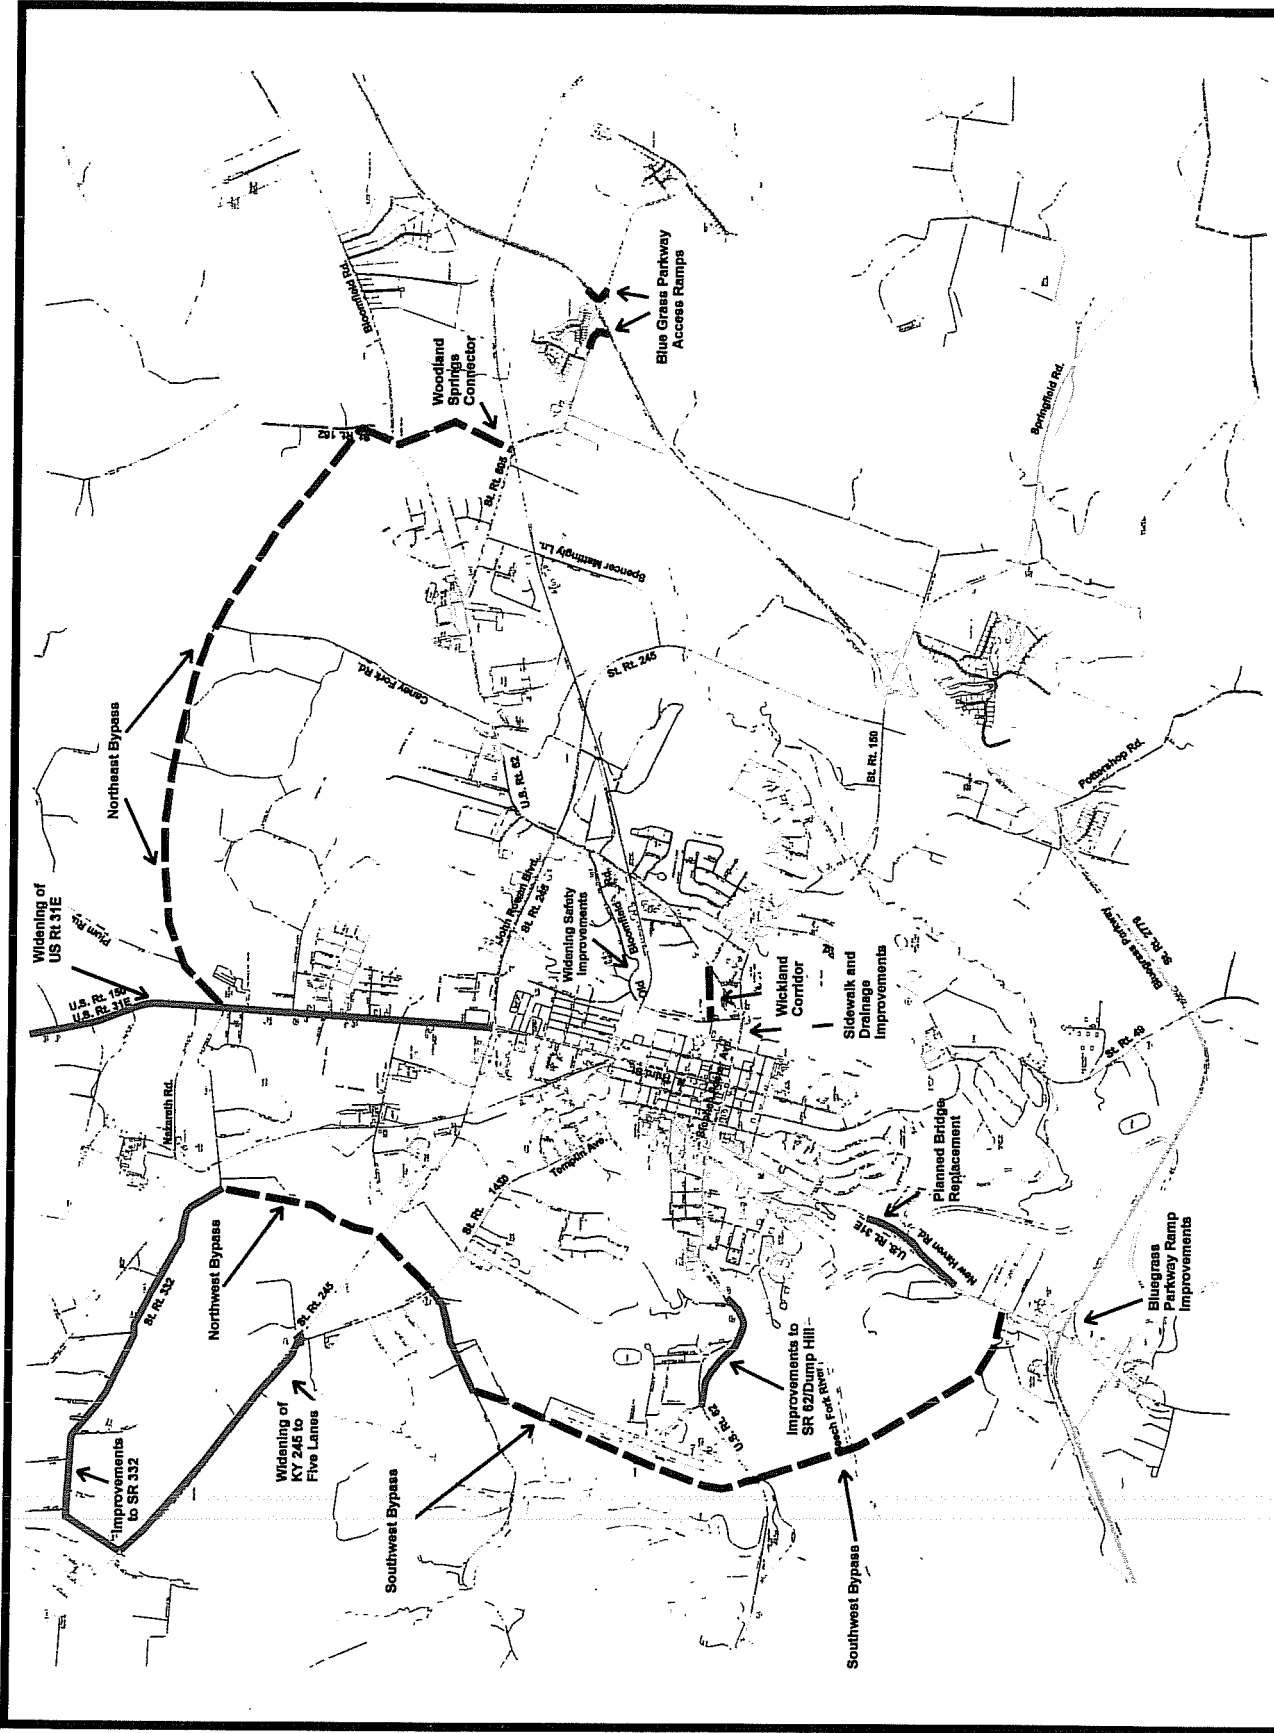 Widening of
US Rt 31E
U.S. Rt. 150
U.S. Rt. 31E
Plum Rn.
Northeast Bypass
Nazareth Rd.
St. Rt. 332
Improvements
to SR 332
Northwest Bypass
St. Rt. 245
Widening of
KY 245 to
Five Lanes
Caney Fork Rd.
St. Rt. 162
Bloomfield Rd.
Woodland
Springs
Connector
St. Rt. 605
Spencer Mattingly Ln.
U.S. Rt. 62
John Rowan Blvd.
St. Rt. 245
St. Rt. 245
Widening Safety
Improvements
Old
Bloomfield
Rd.
Blue Grass Parkway
Access Ramps
Templin Ave.
Wickland
Corridor
Sidewalk and
Drainage
Improvements
St. Rt. 150
Springfield Rd.
Southwest Bypass
U.S. Rt. 62
Improvements to
SR 62/Dump Hill
Beech Fork River
Southwest Bypass
U.S. Rt. 31E
New Haven Rd.
Planned Bridge
Replacement
Bluegrass
Parkway Ramp
Improvements
St. Rt. 49
Bluegrass Parkway
St. Rt. 2779
Pottershop Rd.